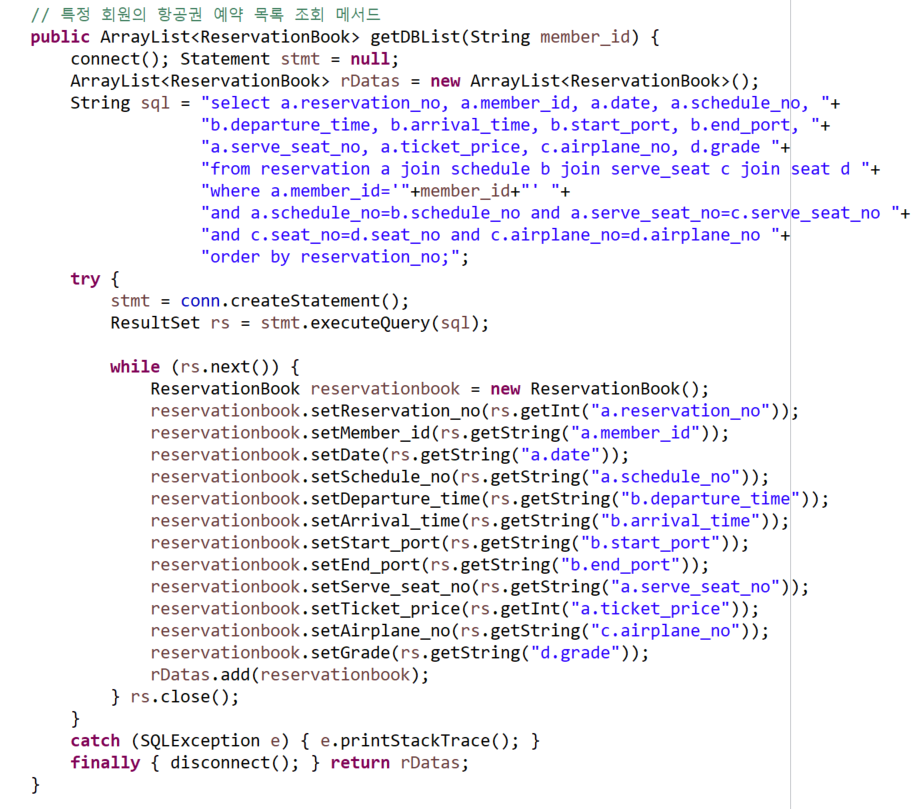 // 특정 회원의 항공권 예약 목록 조회 메서드
public ArrayList<ReservationBook> getDBList(String member_id) {
    connect(); Statement stmt = null;
    ArrayList<ReservationBook> rDatas = new ArrayList<ReservationBook>();
    String sql = "select a.reservation_no, a.member_id, a.date, a.schedule_no, "+
                 "b.departure_time, b.arrival_time, b.start_port, b.end_port, "+
                 "a.serve_seat_no, a.ticket_price, c.airplane_no, d.grade "+
                 "from reservation a join schedule b join serve_seat c join seat d "+
                 "where a.member_id='"+member_id+"' "+
                 "and a.schedule_no=b.schedule_no and a.serve_seat_no=c.serve_seat_no "+
                 "and c.seat_no=d.seat_no and c.airplane_no=d.airplane_no "+
                 "order by reservation_no;";
    try {
        stmt = conn.createStatement();
        ResultSet rs = stmt.executeQuery(sql);

        while (rs.next()) {
            ReservationBook reservationbook = new ReservationBook();
            reservationbook.setReservation_no(rs.getInt("a.reservation_no"));
            reservationbook.setMember_id(rs.getString("a.member_id"));
            reservationbook.setDate(rs.getString("a.date"));
            reservationbook.setSchedule_no(rs.getString("a.schedule_no"));
            reservationbook.setDeparture_time(rs.getString("b.departure_time"));
            reservationbook.setArrival_time(rs.getString("b.arrival_time"));
            reservationbook.setStart_port(rs.getString("b.start_port"));
            reservationbook.setEnd_port(rs.getString("b.end_port"));
            reservationbook.setServe_seat_no(rs.getString("a.serve_seat_no"));
            reservationbook.setTicket_price(rs.getInt("a.ticket_price"));
            reservationbook.setAirplane_no(rs.getString("c.airplane_no"));
            reservationbook.setGrade(rs.getString("d.grade"));
            rDatas.add(reservationbook);
        } rs.close();
    }
    catch (SQLException e) { e.printStackTrace(); }
    finally { disconnect(); } return rDatas;
}